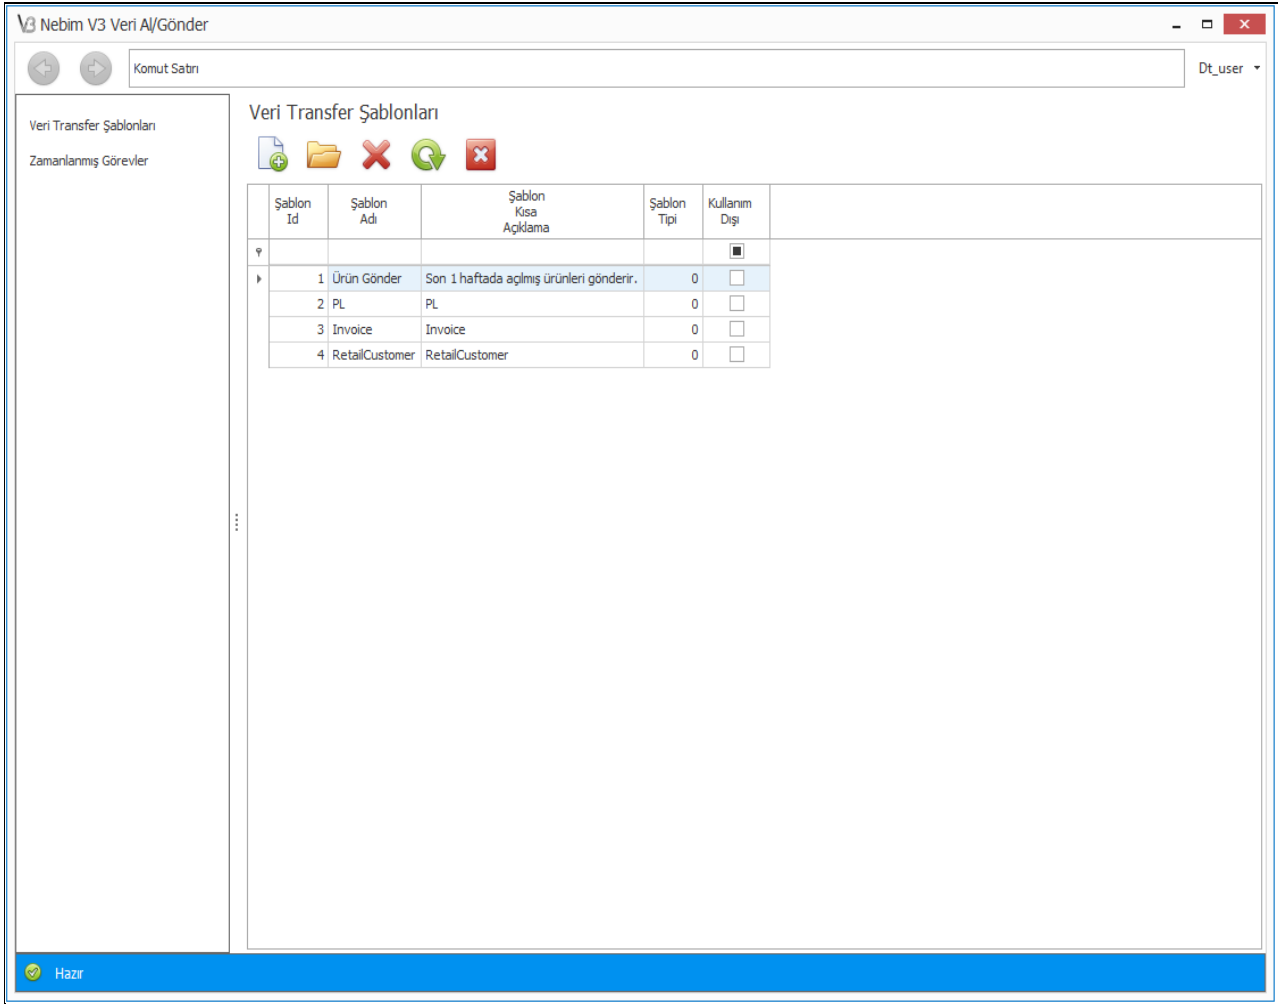 Nebim V3 Veri Al/Gönder
Komut Satırı
Dt_user
Veri Transfer Şablonları
Zamanlanmış Görevler
Veri Transfer Şablonları
Şablon Id
Şablon Adı
Şablon Kısa Açıklama
Şablon Tipi
Kullanım Dışı
1 Ürün Gönder Son 1 haftada açılmış ürünleri gönderir. 0
2 PL PL 0
3 Invoice Invoice 0
4 RetailCustomer RetailCustomer 0
Hazır